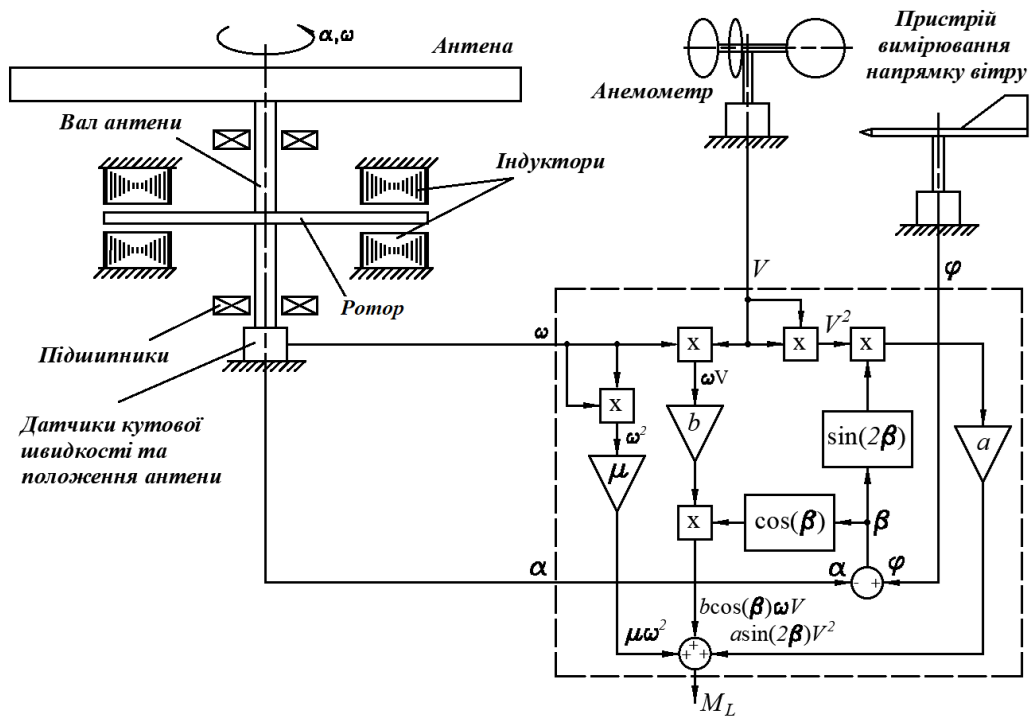 α,ω
Антена
Пристрій
вимірювання
напрямку вітру
Анемометр
Вал антени
Індуктори
Ротор
Підшипники
Датчики кутової
швидкості та
положення антени
V
φ
ω
x
x
V²
x
ωV
x
ω²
b
sin(2β)
a
μ
x
cos(β)
β
α
α
φ
- +
bcos(β)ωV
μω²
asin(2β)V²
+ + +
M_L